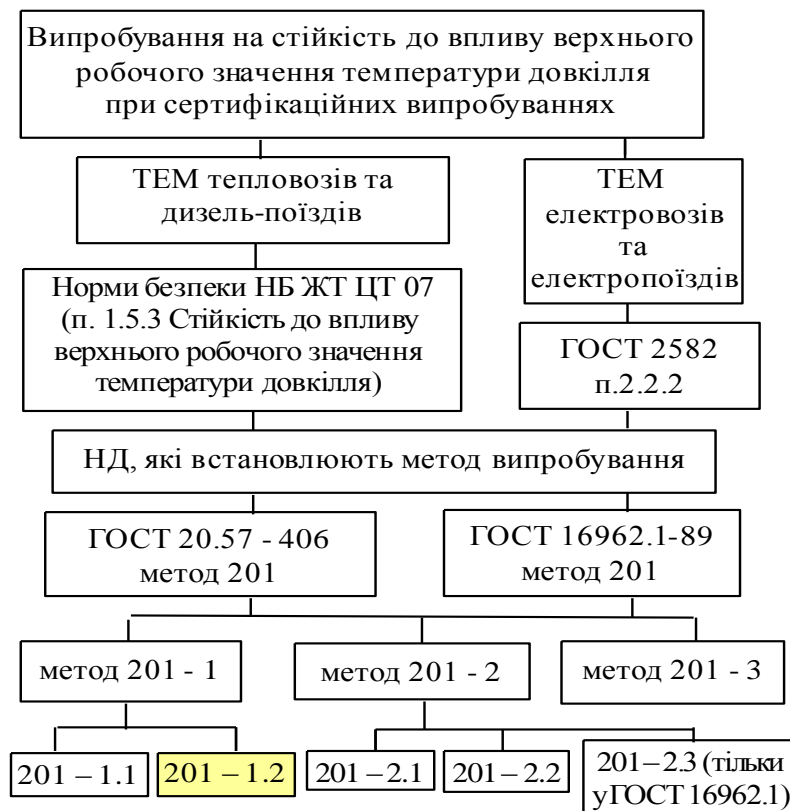 Випробування на стійкість до впливу верхнього
робочого значення температури довкілля
при сертифікаційних випробуваннях
ТЕМ тепловозів та
дизель-поїздів
ТЕМ
електровозів
та
електропоїздів
Норми безпеки НБ ЖТ ЦТ 07
(п. 1.5.3 Стійкість до впливу
верхнього робочого значення
температури довкілля)
ГОСТ 2582
п.2.2.2
НД, які встановлюють метод випробування
ГОСТ 20.57 - 406
метод 201
ГОСТ 16962.1-89
метод 201
метод 201 - 1
метод 201 - 2
метод 201 - 3
201 – 1.1
201 – 1.2
201 – 2.1
201 – 2.2
201 – 2.3 (тільки
у ГОСТ 16962.1)